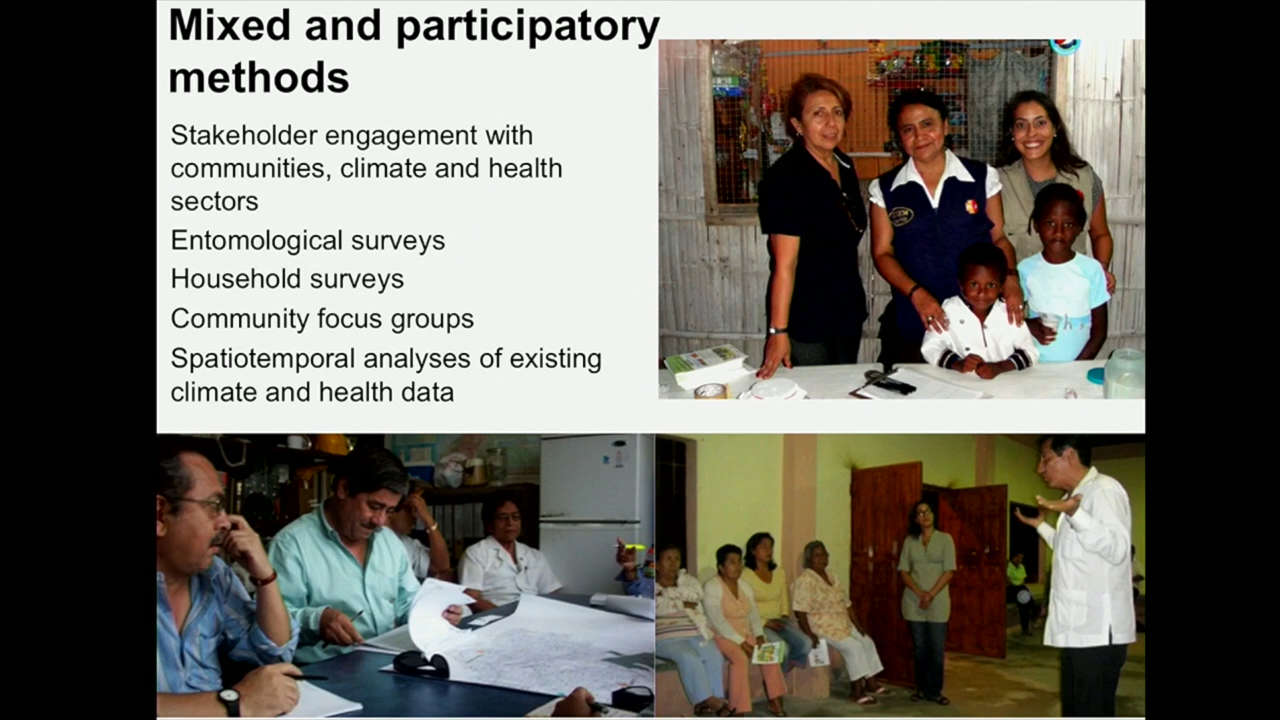 Mixed and participatory
methods
Stakeholder engagement with
communities, climate and health
sectors
Entomological surveys
Household surveys
Community focus groups
Spatiotemporal analyses of existing
climate and health data